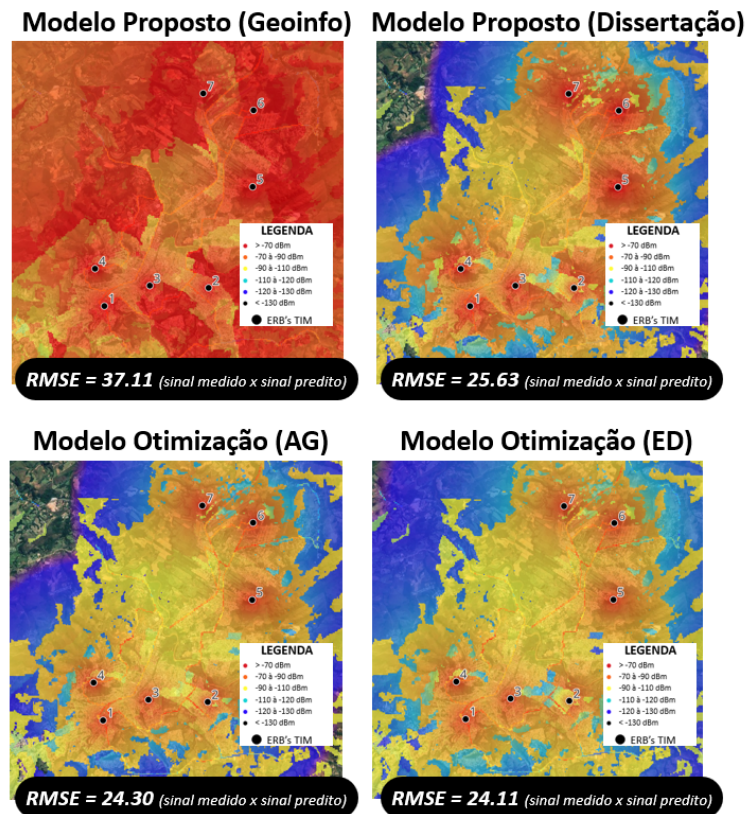 Modelo Proposto (Geoinfo)
7
6
5
4
3
2
1
LEGENDA
> -70 dBm
-70 à -90 dBm
-90 à -110 dBm
-110 à -120 dBm
-120 à -130 dBm
< -130 dBm
ERB's TIM
RMSE = 37.11 (sinal medido x sinal predito)
Modelo Proposto (Dissertação)
7
6
5
4
3
2
1
LEGENDA
> -70 dBm
-70 à -90 dBm
-90 à -110 dBm
-110 à -120 dBm
-120 à -130 dBm
< -130 dBm
ERB's TIM
RMSE = 25.63 (sinal medido x sinal predito)
Modelo Otimização (AG)
7
6
5
4
3
2
1
LEGENDA
> -70 dBm
-70 à -90 dBm
-90 à -110 dBm
-110 à -120 dBm
-120 à -130 dBm
< -130 dBm
ERB's TIM
RMSE = 24.30 (sinal medido x sinal predito)
Modelo Otimização (ED)
7
6
5
4
3
2
1
LEGENDA
> -70 dBm
-70 à -90 dBm
-90 à -110 dBm
-110 à -120 dBm
-120 à -130 dBm
< -130 dBm
ERB's TIM
RMSE = 24.11 (sinal medido x sinal predito)